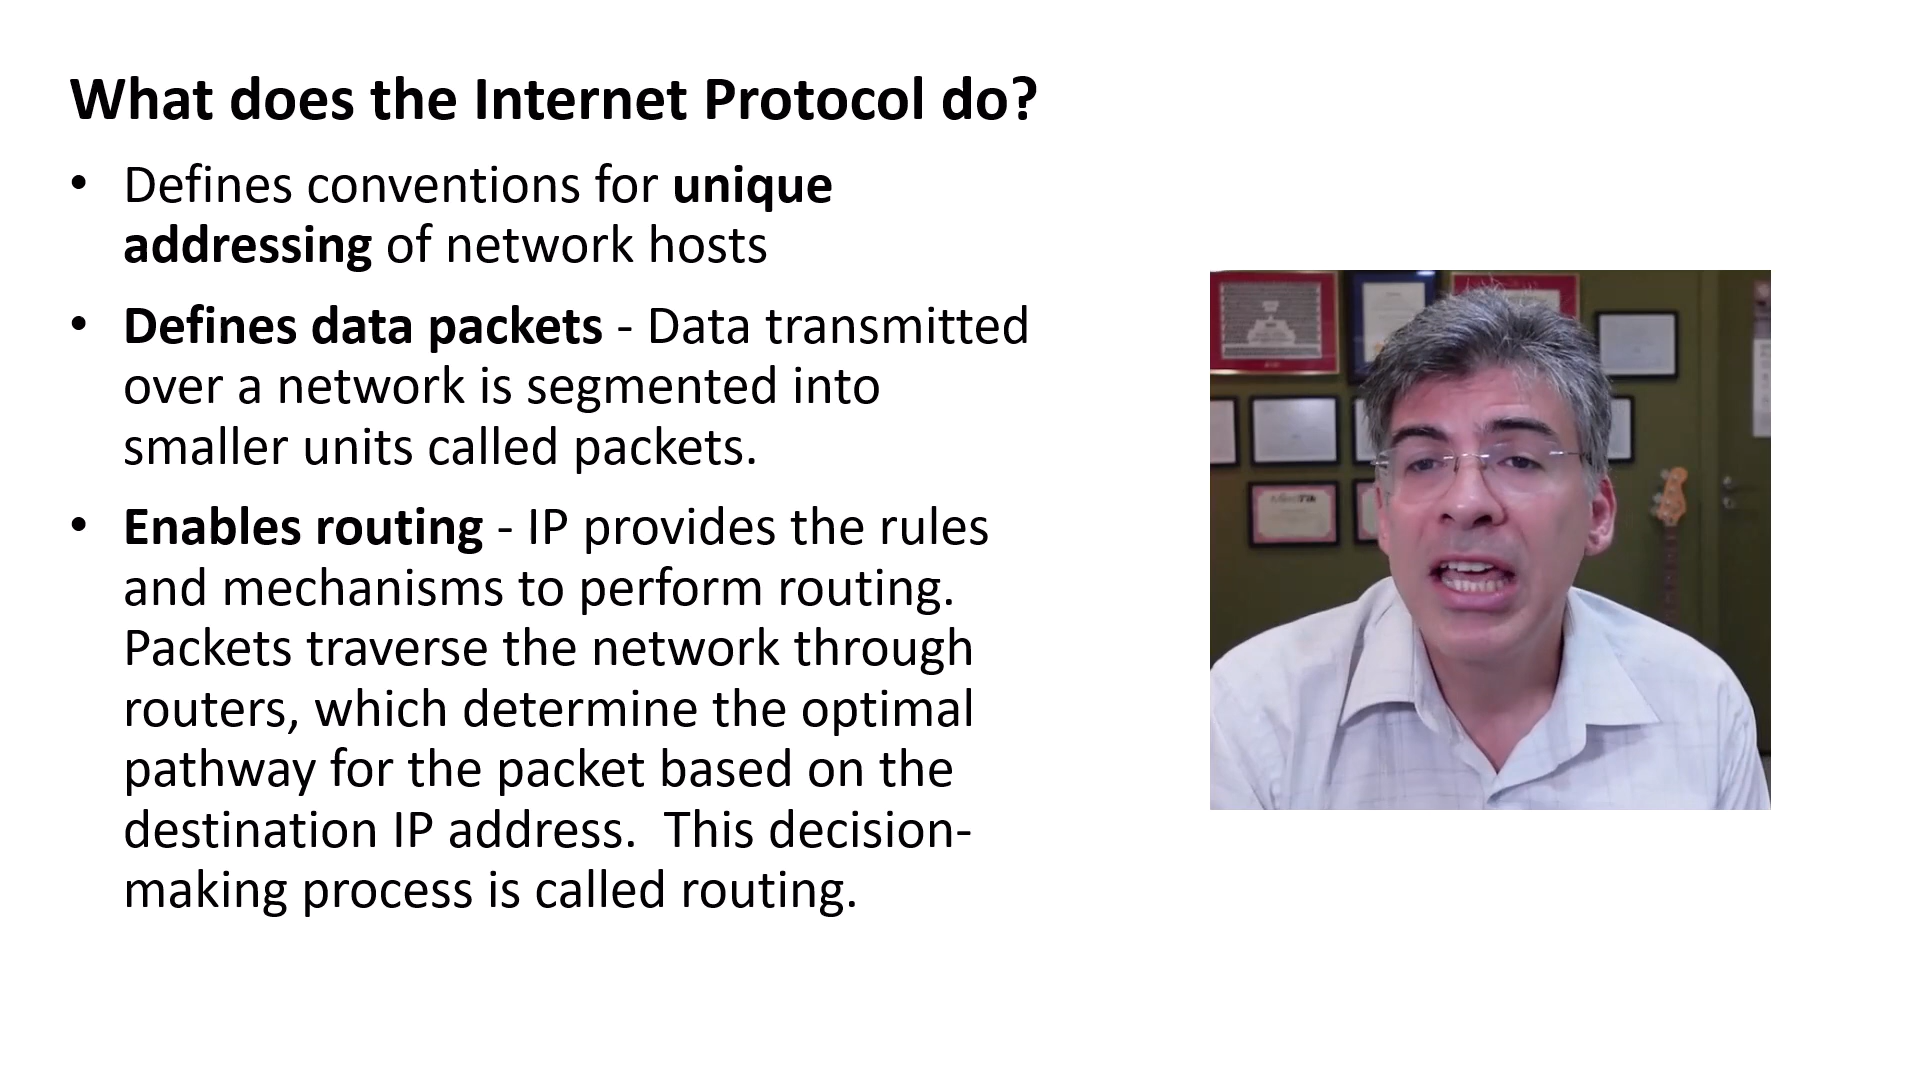 What does the Internet Protocol do?
• Defines conventions for unique
addressing of network hosts
• Defines data packets - Data transmitted
over a network is segmented into
smaller units called packets.
• Enables routing - IP provides the rules
and mechanisms to perform routing.
Packets traverse the network through
routers, which determine the optimal
pathway for the packet based on the
destination IP address.  This decision-
making process is called routing.